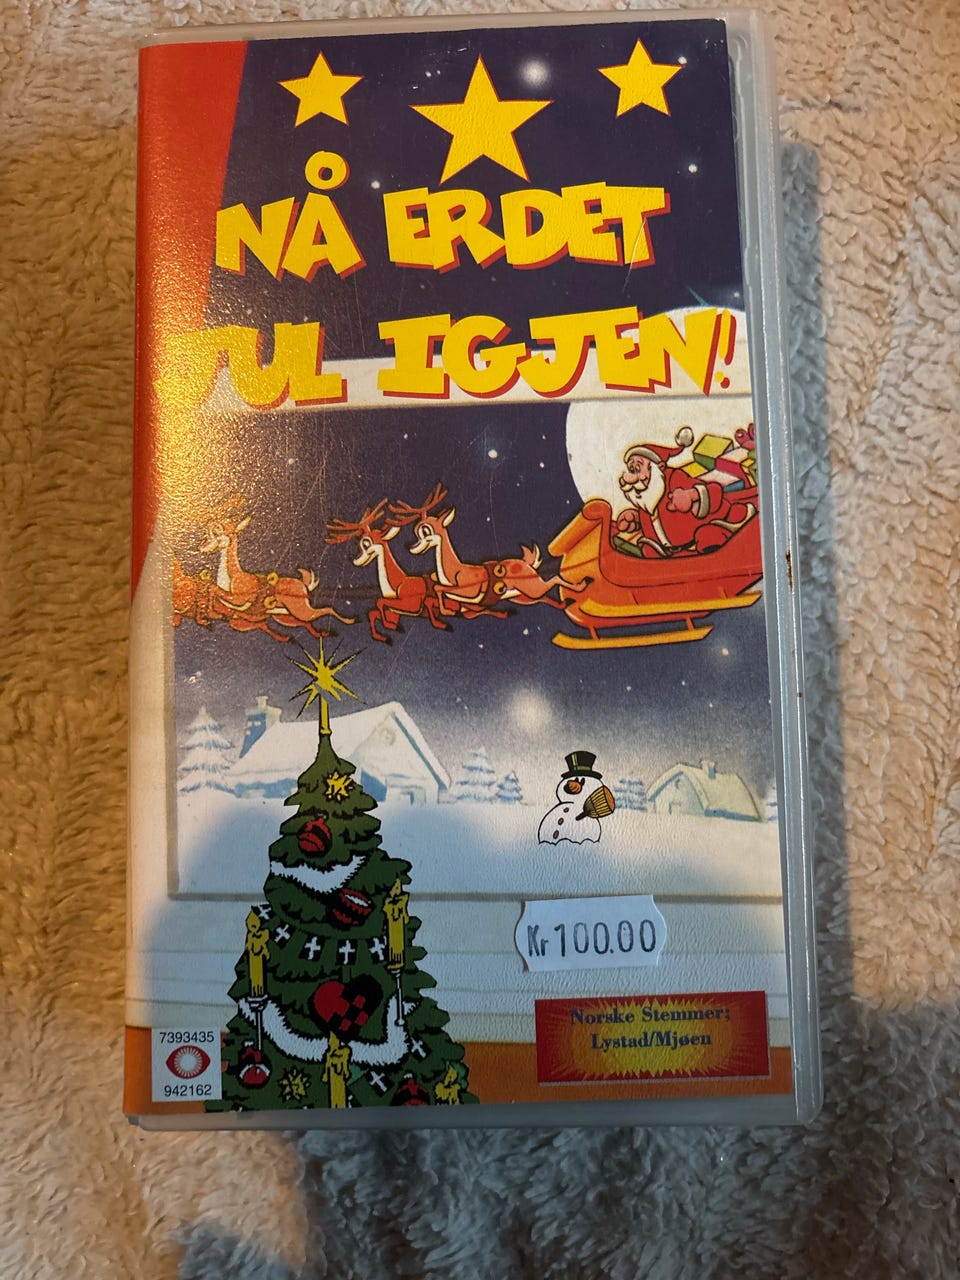 NÅ ER DET
JUL IGJEN!
Kr 100.00
Norske Stemmer;
Lystad/Mjøen
7393435
942162